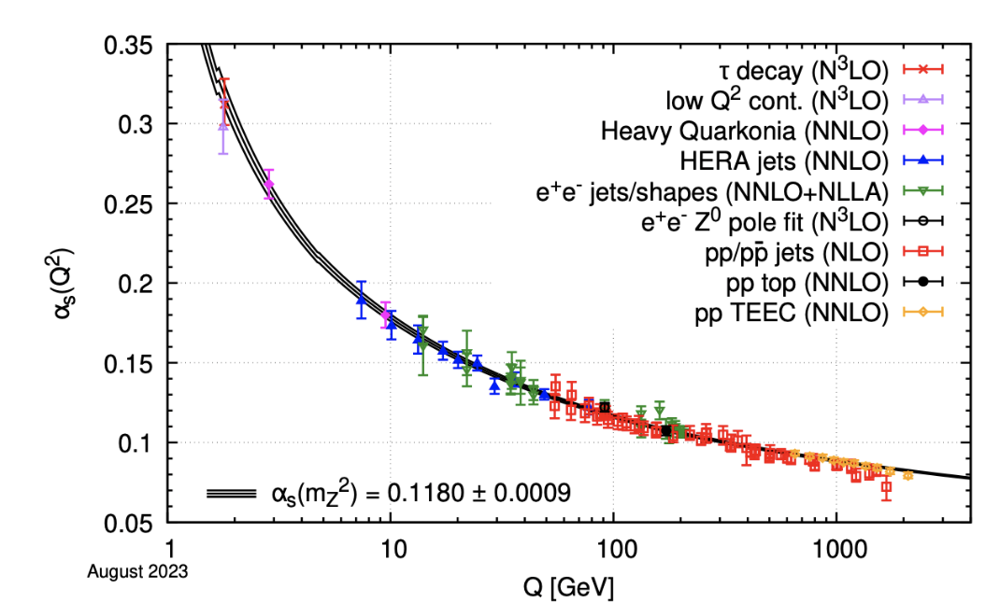 0.35
0.3
0.25
0.2
0.15
0.1
0.05
αs(Q²)
τ decay (N³LO)
low Q² cont. (N³LO)
Heavy Quarkonia (NNLO)
HERA jets (NNLO)
e⁺e⁻ jets/shapes (NNLO+NLLA)
e⁺e⁻ Z⁰ pole fit (N³LO)
pp/pp̄ jets (NLO)
pp top (NNLO)
pp TEEC (NNLO)
αs(mZ²) = 0.1180 ± 0.0009
1 10 100 1000
August 2023
Q [GeV]